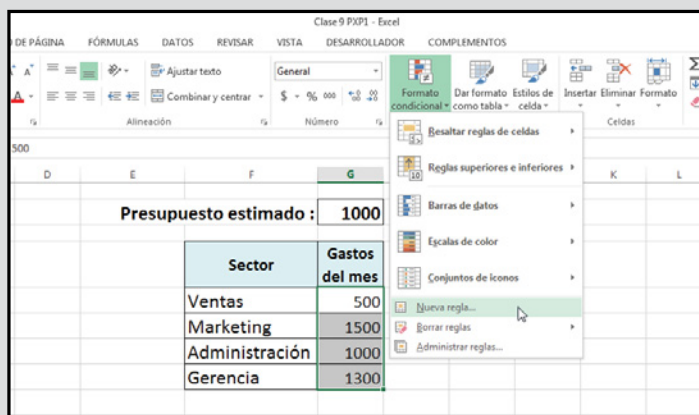 Clase 9 PXP1 - Excel
O DE PÁGINA FÓRMULAS DATOS REVISAR VISTA DESARROLLADOR COMPLEMENTOS
A A Ajustar texto General Formato condicional Dar formato como tabla Estilos de celda Insertar Eliminar Formato
A Combinar y centrar $ % 000
Alineación Número Celdas
500
D E F G K L
Presupuesto estimado : 1000
Sector Gastos del mes
Ventas 500
Marketing 1500
Administración 1000
Gerencia 1300
Resaltar reglas de celdas
Reglas superiores e inferiores
10
Barras de datos
Escalas de color
Conjuntos de iconos
Nueva regla...
Borrar reglas
Administrar reglas...